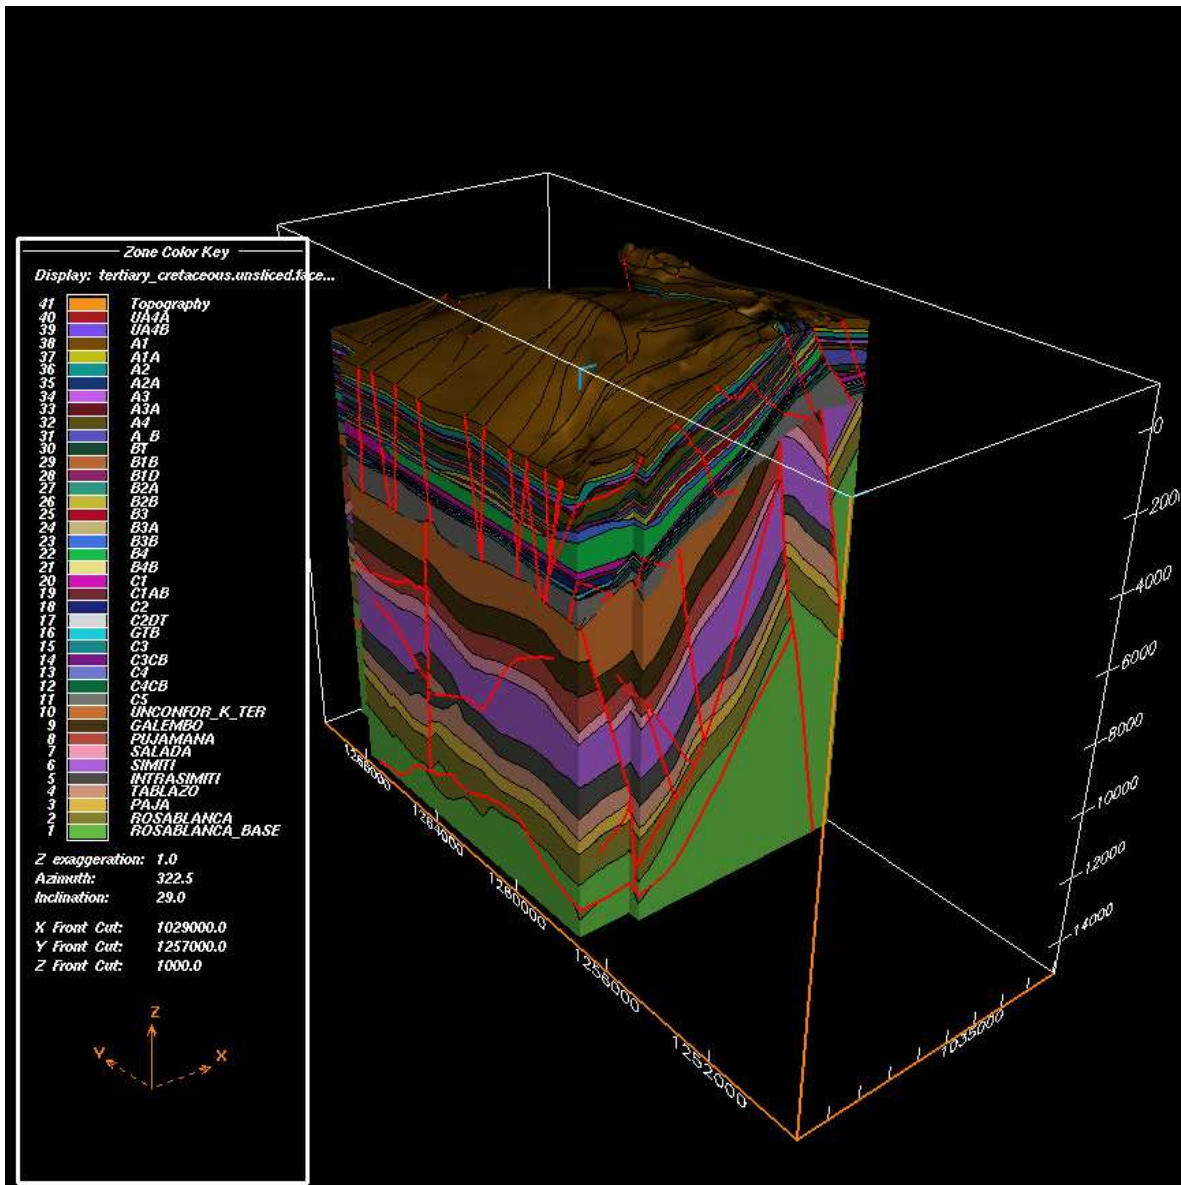 Zone Color Key
Display: tertiary_cretaceous.unsliced.face...
41 Topography
40 UA4A
39 UA4B
38 A1
37 A1A
36 A2
35 A2A
34 A3
33 A3A
32 A4
31 A_B
30 BT
29 B1B
28 B1D
27 B2A
26 B2B
25 B3
24 B3A
23 B3B
22 B4
21 B4B
20 C1
19 C1AB
18 C2
17 C2DT
16 GTB
15 C3
14 C3CB
13 C4
12 C4CB
11 C5
10 UNCONFOR_K_TER
9 GALEMBO
8 PUJAMANA
7 SALADA
6 SIMITI
5 INTRASIMITI
4 TABLAZO
3 PAJA
2 ROSABLANCA
1 ROSABLANCA_BASE
Z exaggeration: 1.0
Azimuth: 322.5
Inclination: 29.0
X Front Cut: 1029000.0
Y Front Cut: 1257000.0
Z Front Cut: 1000.0
Z
Y
X
0
-2000
-4000
-6000
-8000
-10000
-12000
-14000
1264000
1256000
1252000
1035000